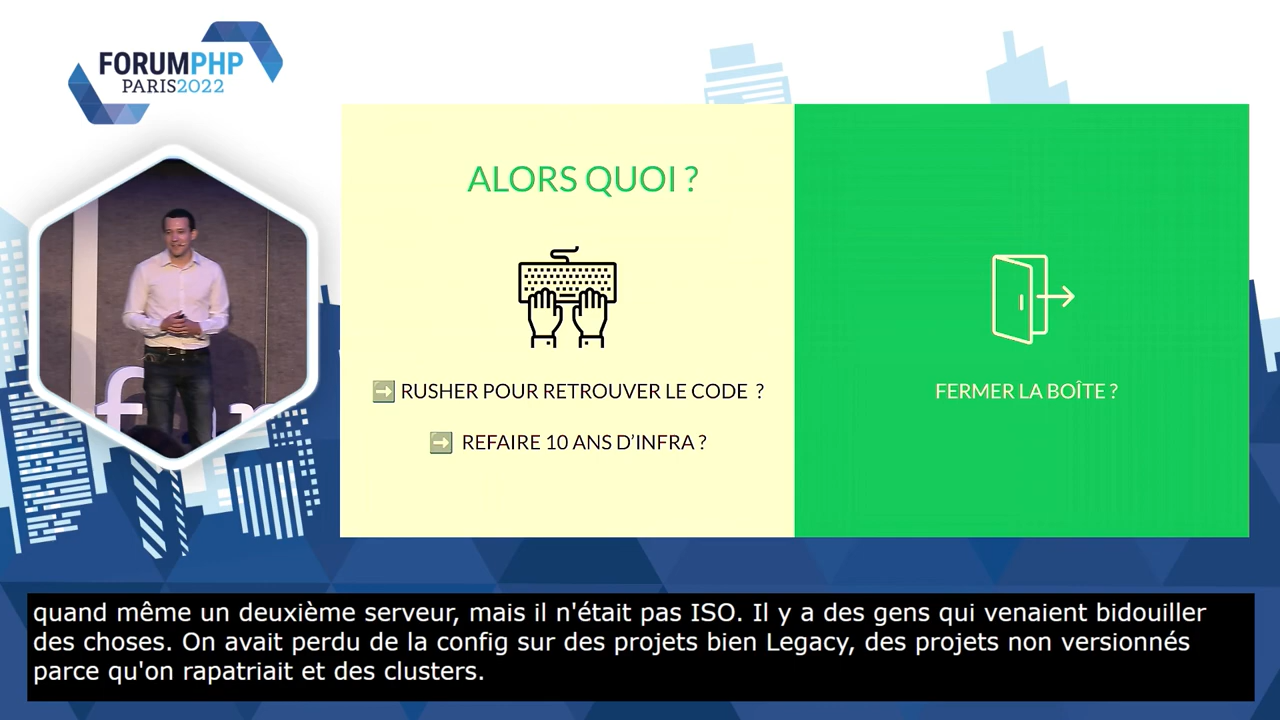 FORUMPHP
PARIS2022
ALORS QUOI ?
➡ RUSHER POUR RETROUVER LE CODE ?
➡ REFAIRE 10 ANS D’INFRA ?
FERMER LA BOÎTE ?
quand même un deuxième serveur, mais il n'était pas ISO. Il y a des gens qui venaient bidouiller
des choses. On avait perdu de la config sur des projets bien Legacy, des projets non versionnés
parce qu'on rapatriait et des clusters.